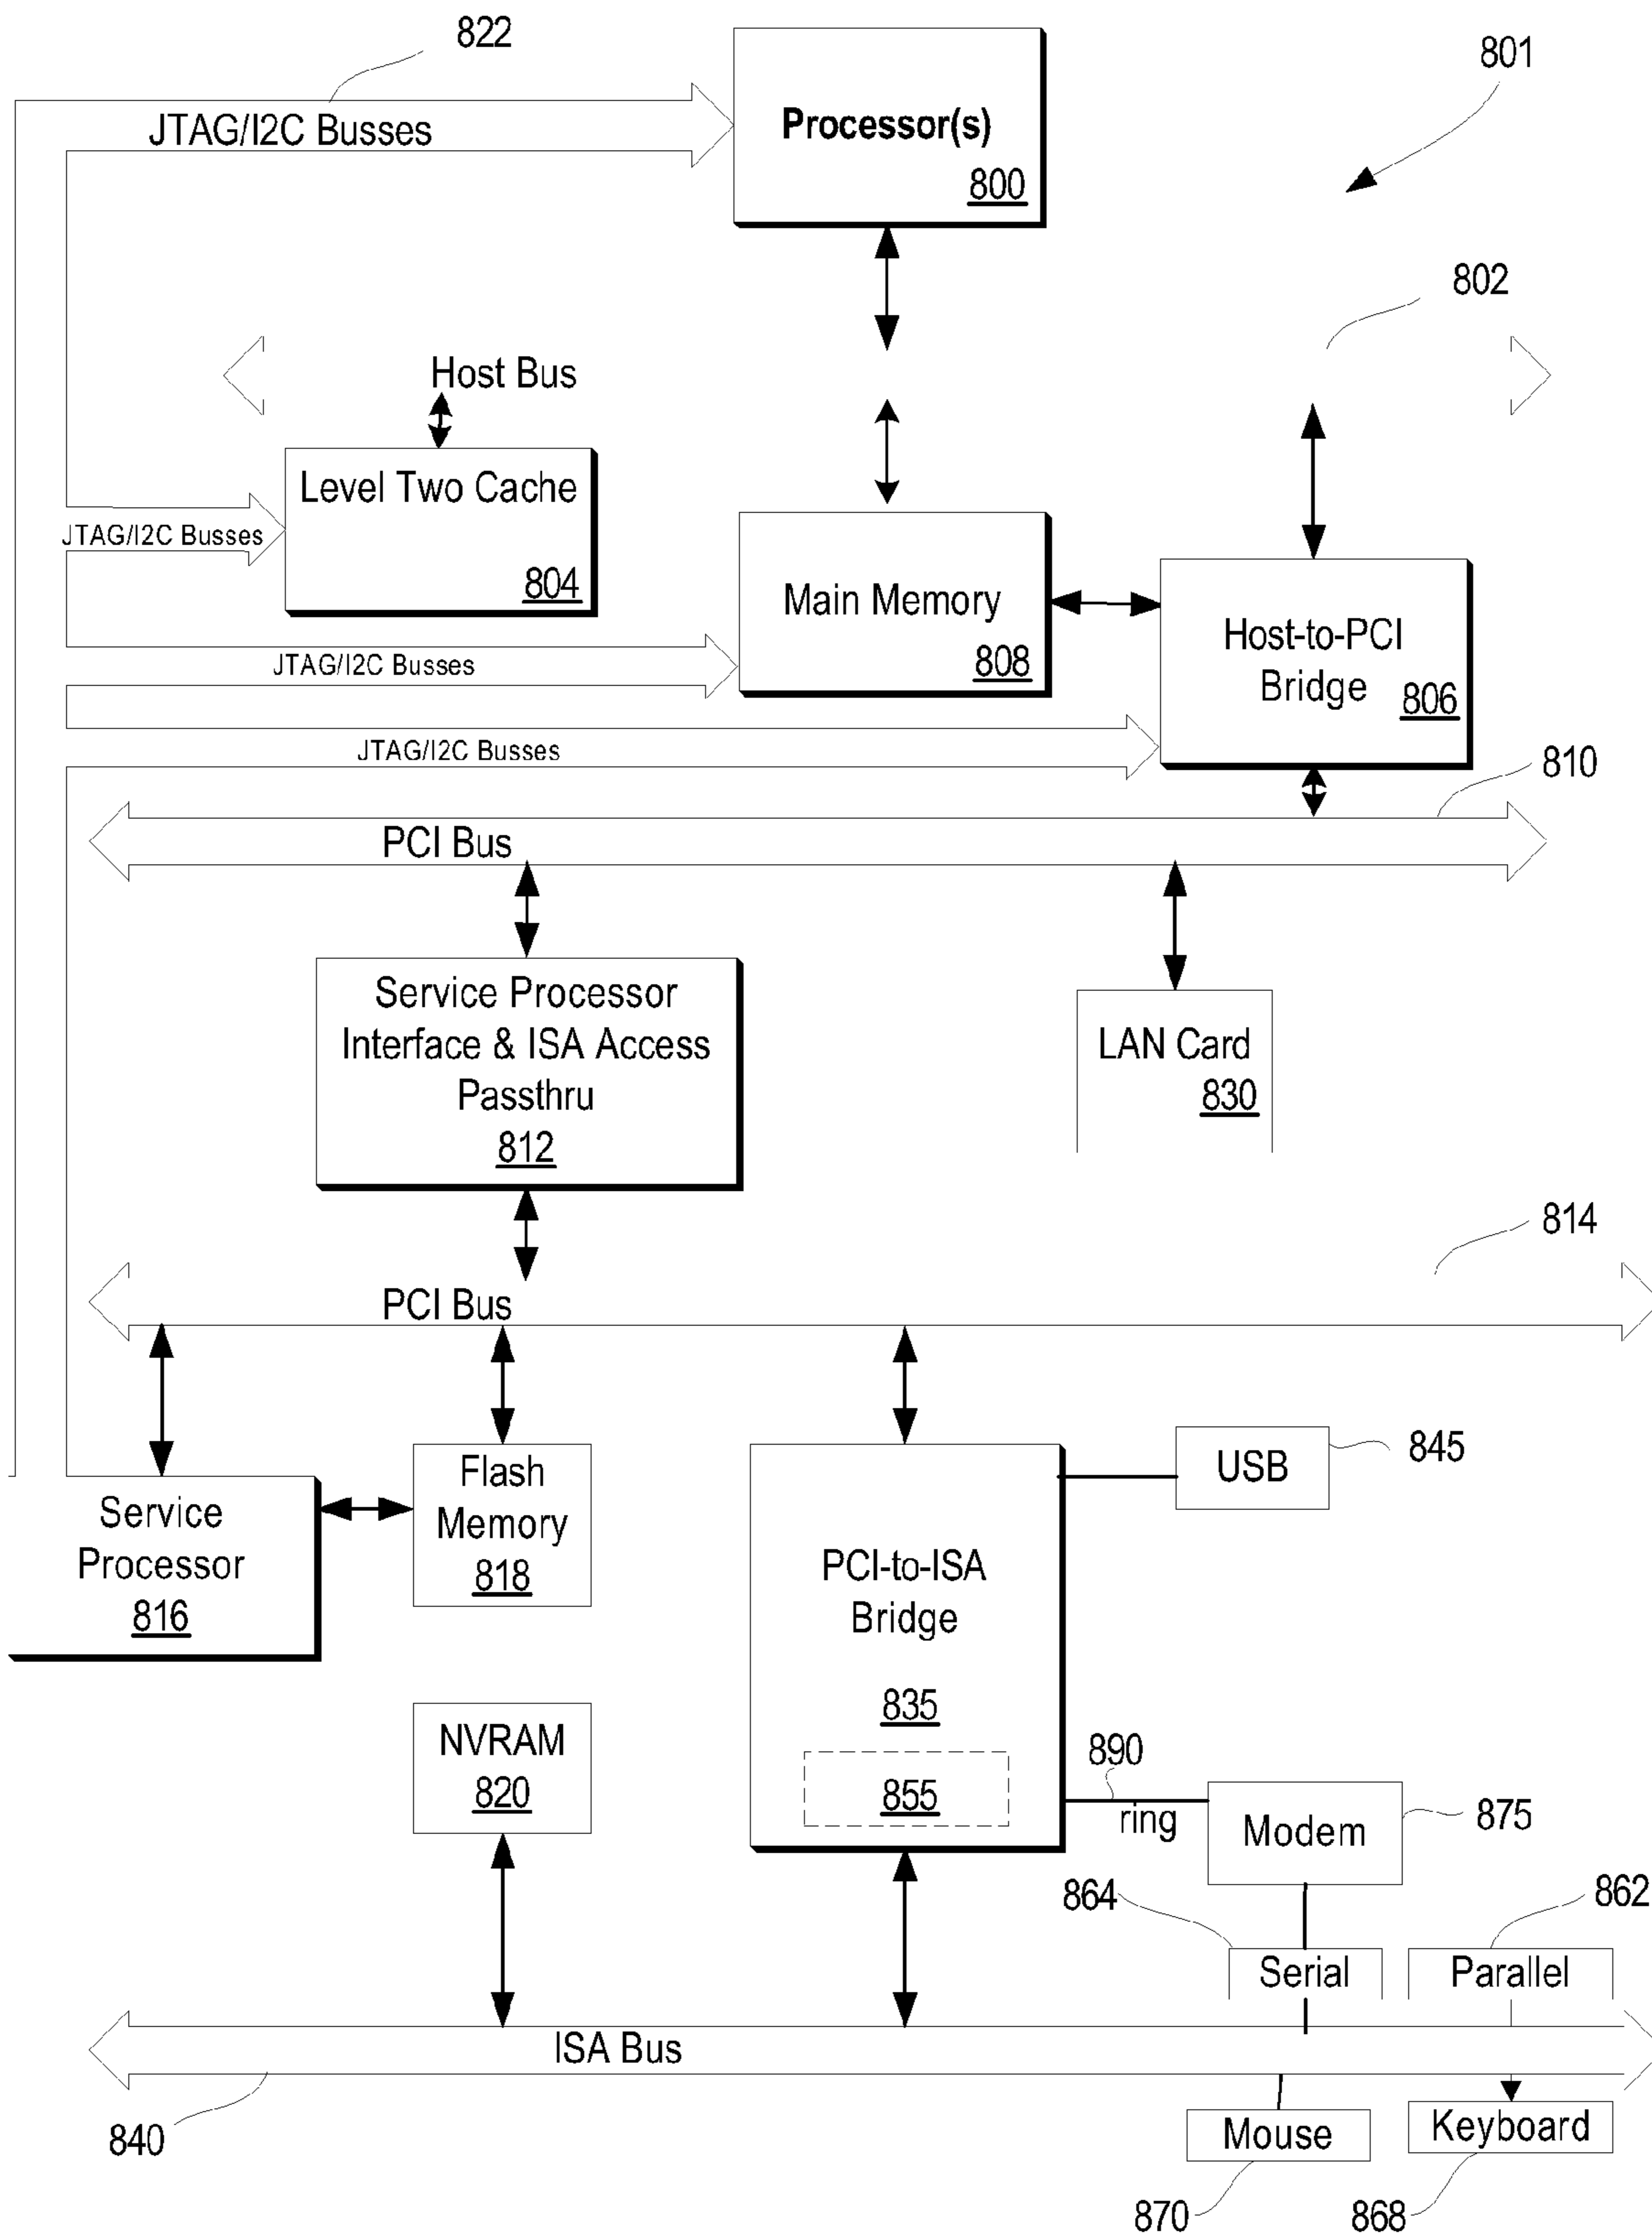 822
801
JTAG/I2C Busses
Processor(s)
800
802
Host Bus
Level Two Cache
804
JTAG/I2C Busses
Main Memory
808
Host-to-PCI
Bridge
806
JTAG/I2C Busses
JTAG/I2C Busses
810
PCI Bus
Service Processor
Interface & ISA Access
Passthru
812
LAN Card
830
814
PCI Bus
Service
Processor
816
Flash
Memory
818
USB
845
PCI-to-ISA
Bridge
835
855
NVRAM
820
890
ring
Modem
875
864
862
Serial
Parallel
ISA Bus
840
Mouse
Keyboard
870
868